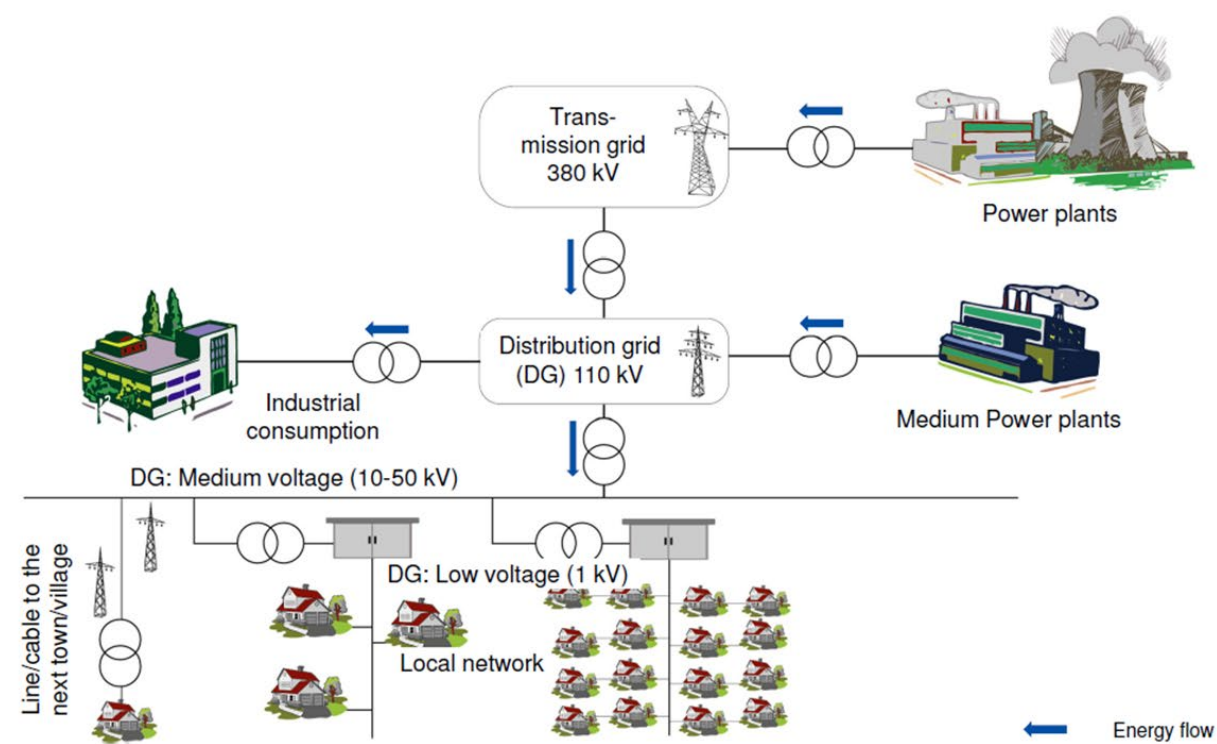 Trans-
mission grid
380 kV
Power plants
Distribution grid
(DG) 110 kV
Industrial
consumption
Medium Power plants
DG: Medium voltage (10-50 kV)
Line/cable to the
next town/village
DG: Low voltage (1 kV)
Local network
Energy flow